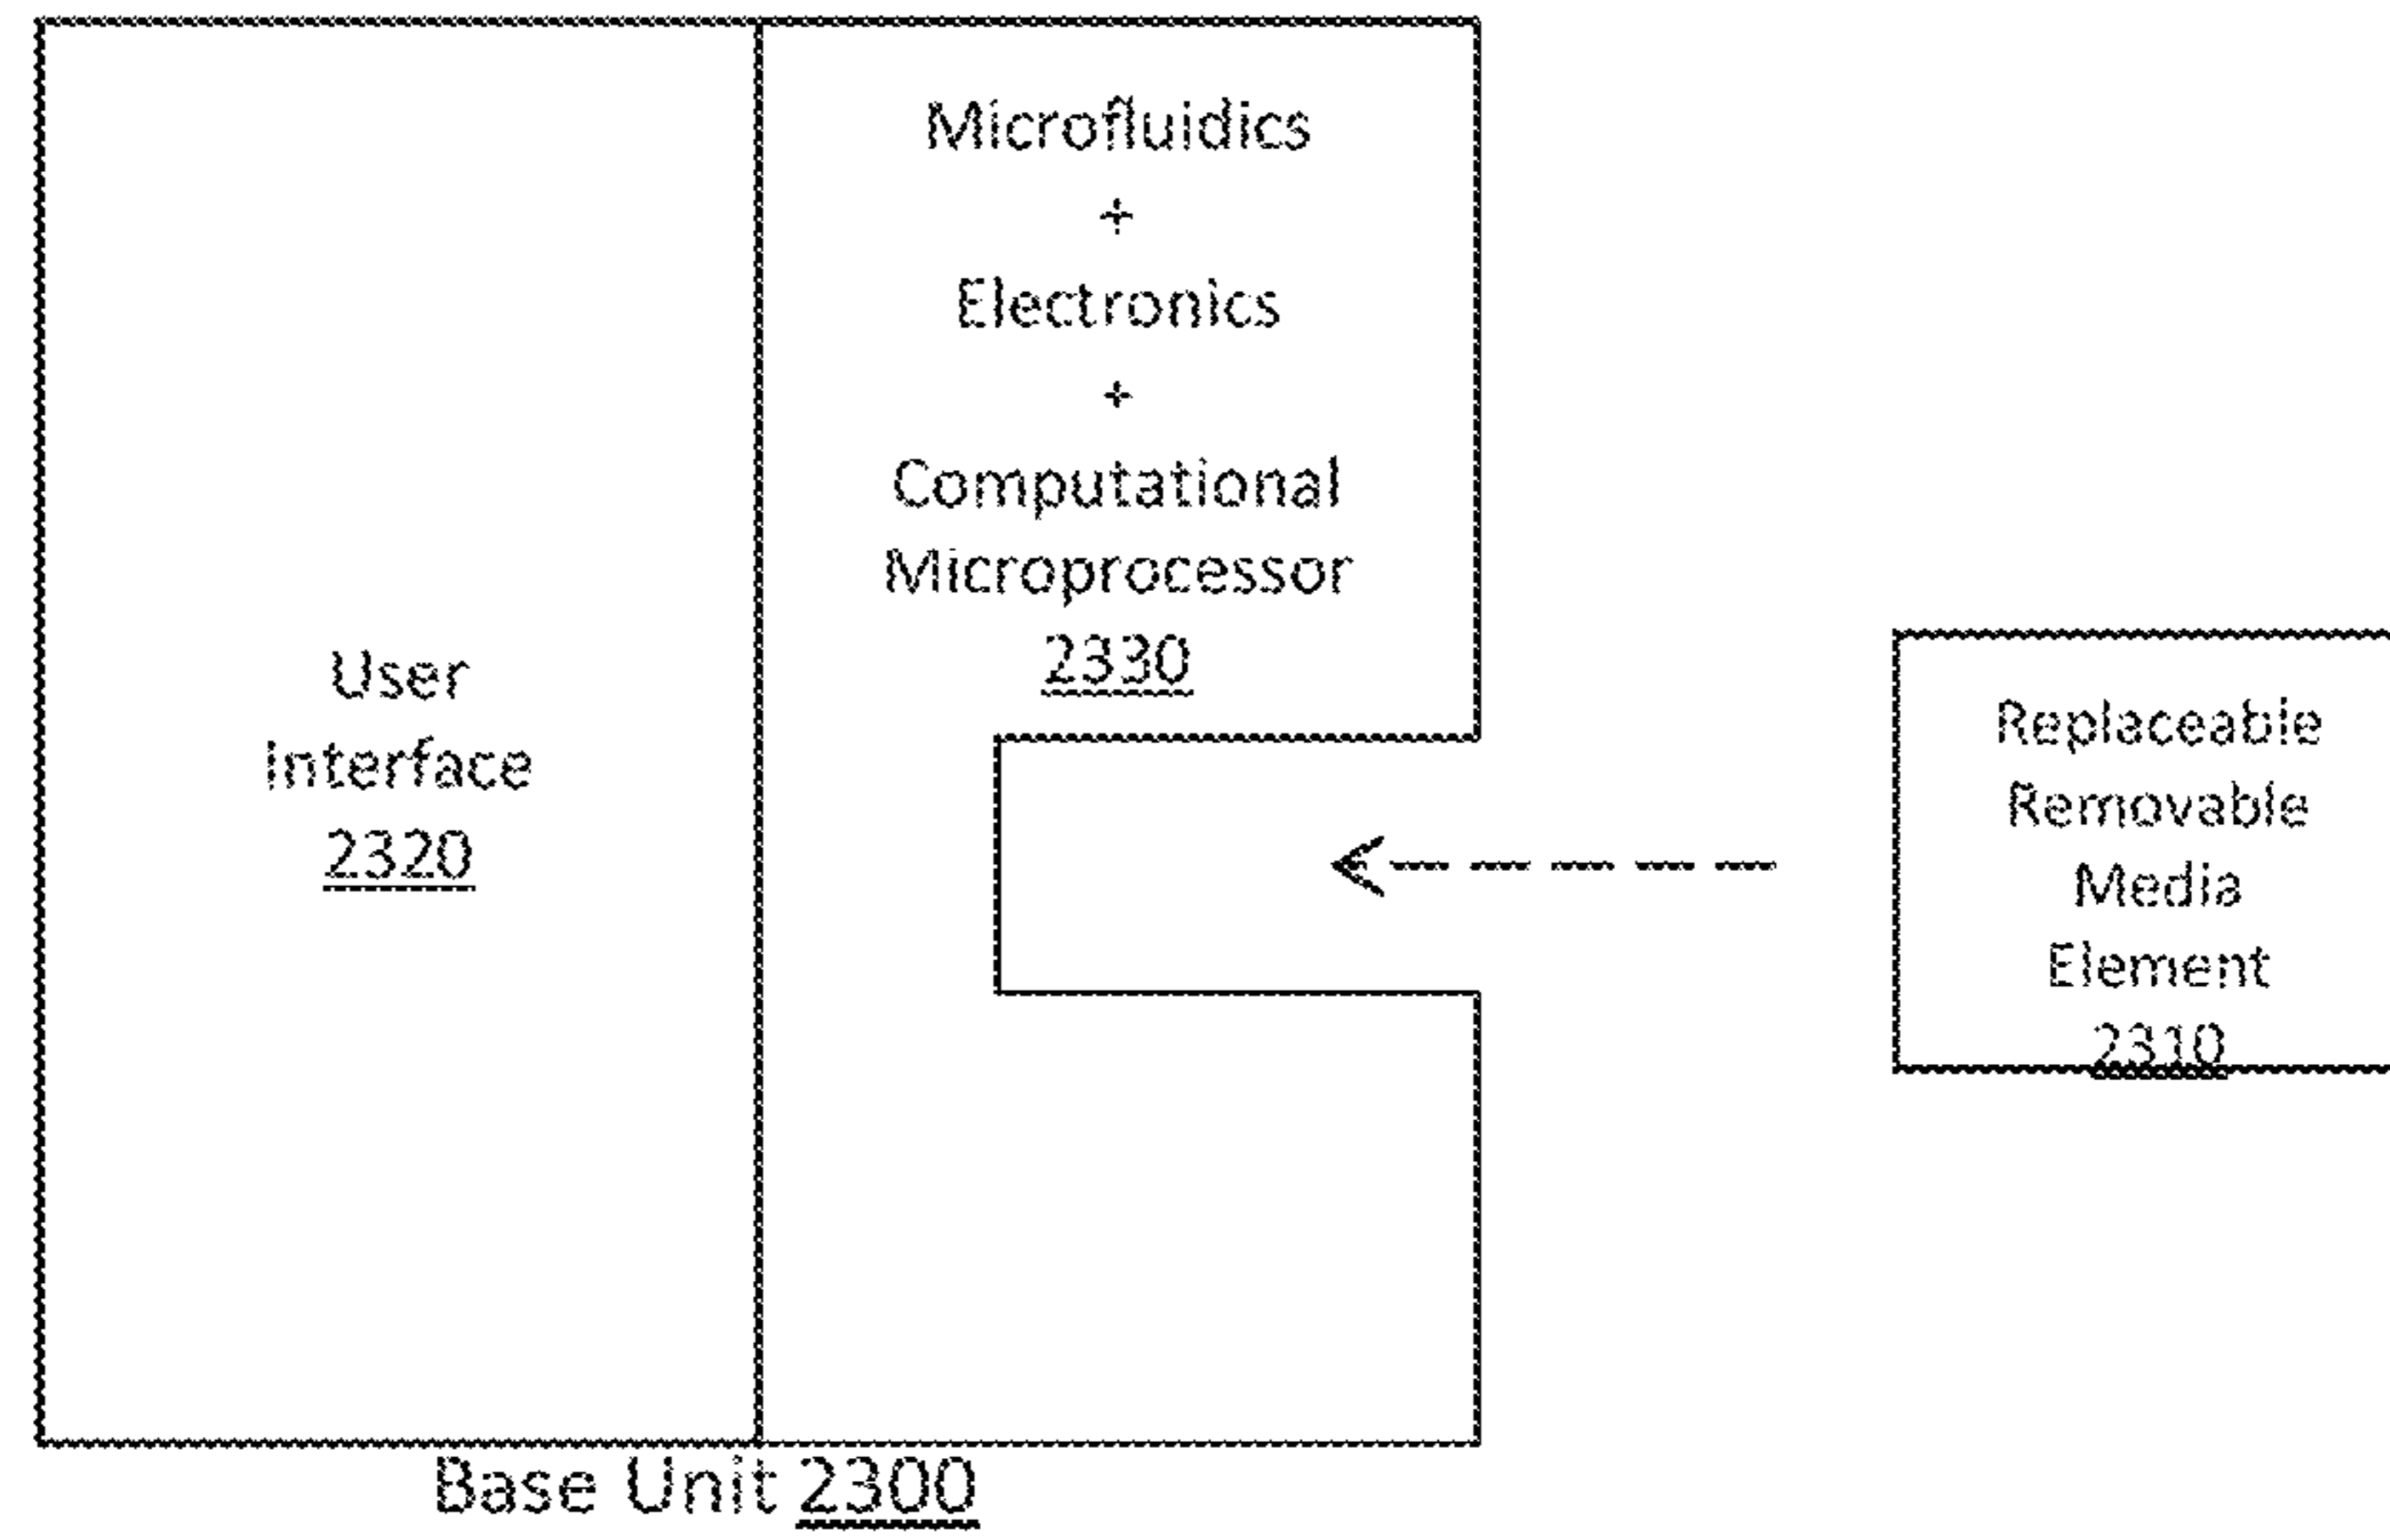 Microfluidics
+
Electronics
+
Computational
Microprocessor
2330
User
Interface
2320
Replaceable
Removable
Media
Element
2310
Base Unit 2300